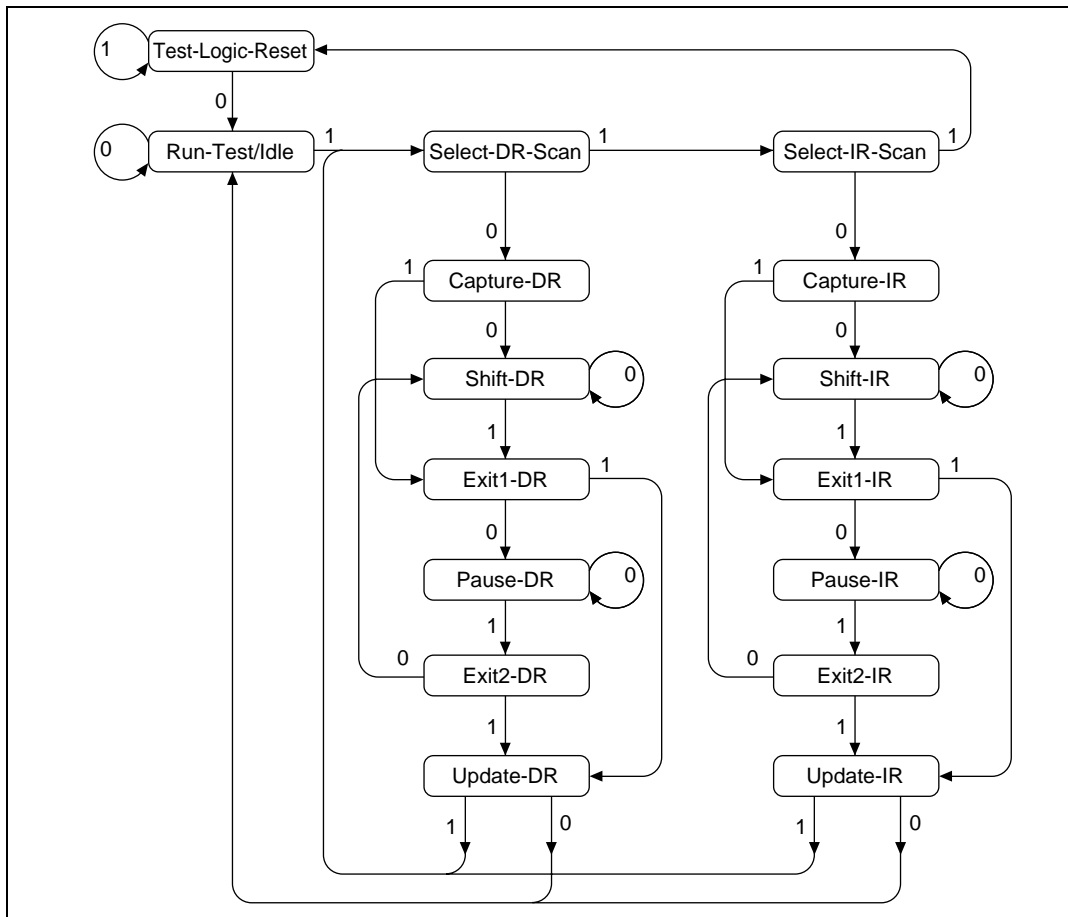 1 Test-Logic-Reset
0
0 Run-Test/Idle 1 Select-DR-Scan 1 Select-IR-Scan 1
0 0
1 Capture-DR 1 Capture-IR
0 0
Shift-DR 0 Shift-IR 0
1 1
Exit1-DR 1 Exit1-IR 1
0 0
Pause-DR 0 Pause-IR 0
1 1
0 Exit2-DR 0 Exit2-IR
1 1
Update-DR Update-IR
1 0 1 0